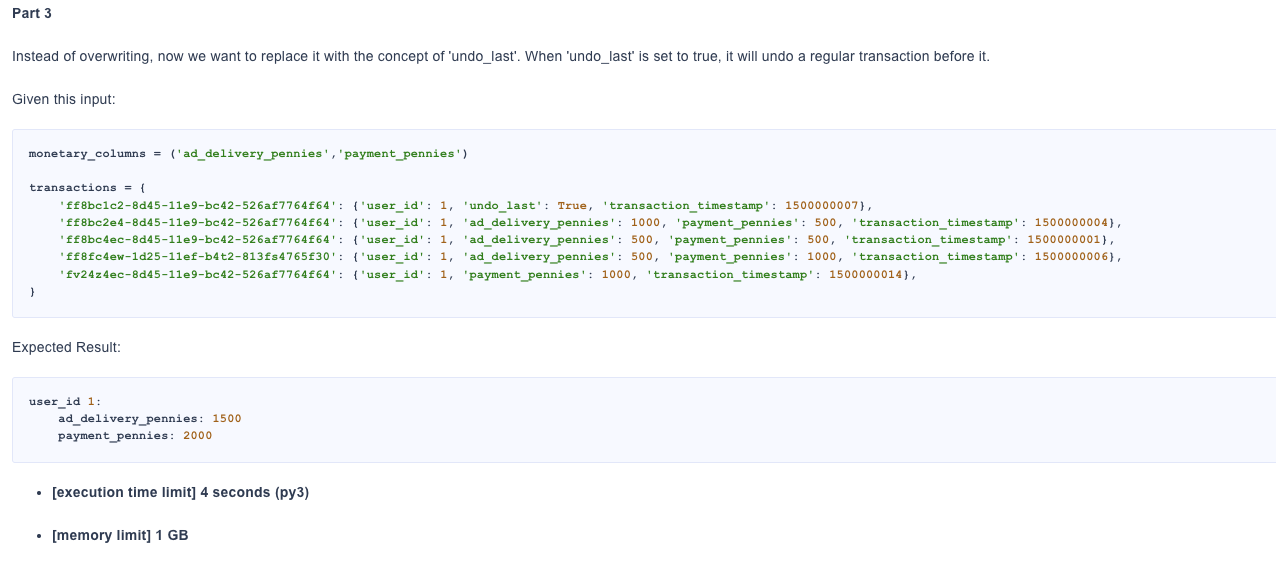 Part 3
Instead of overwriting, now we want to replace it with the concept of 'undo_last'. When 'undo_last' is set to true, it will undo a regular transaction before it.
Given this input:
monetary_columns = ('ad_delivery_pennies','payment_pennies')
transactions = {
    'ff8bc1c2-8d45-11e9-bc42-526af7764f64': {'user_id': 1, 'undo_last': True, 'transaction_timestamp': 1500000007},
    'ff8bc2e4-8d45-11e9-bc42-526af7764f64': {'user_id': 1, 'ad_delivery_pennies': 1000, 'payment_pennies': 500, 'transaction_timestamp': 1500000004},
    'ff8bc4ec-8d45-11e9-bc42-526af7764f64': {'user_id': 1, 'ad_delivery_pennies': 500, 'payment_pennies': 500, 'transaction_timestamp': 1500000001},
    'ff8fc4ew-1d25-11ef-b4t2-813fs4765f30': {'user_id': 1, 'ad_delivery_pennies': 500, 'payment_pennies': 1000, 'transaction_timestamp': 1500000006},
    'fv24z4ec-8d45-11e9-bc42-526af7764f64': {'user_id': 1, 'payment_pennies': 1000, 'transaction_timestamp': 1500000014},
}
Expected Result:
user_id 1:
    ad_delivery_pennies: 1500
    payment_pennies: 2000
• [execution time limit] 4 seconds (py3)
• [memory limit] 1 GB